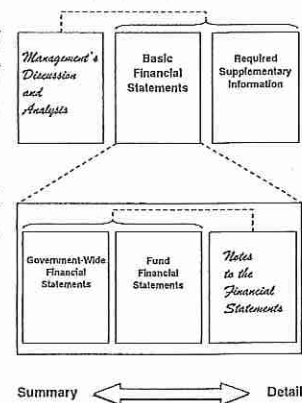 Management's
Discussion
and
Analysis
Basic
Financial
Statements
Required
Supplementary
Information
Government-Wide
Financial
Statements
Fund
Financial
Statements
Notes
to the
Financial
Statements
Summary
Detail